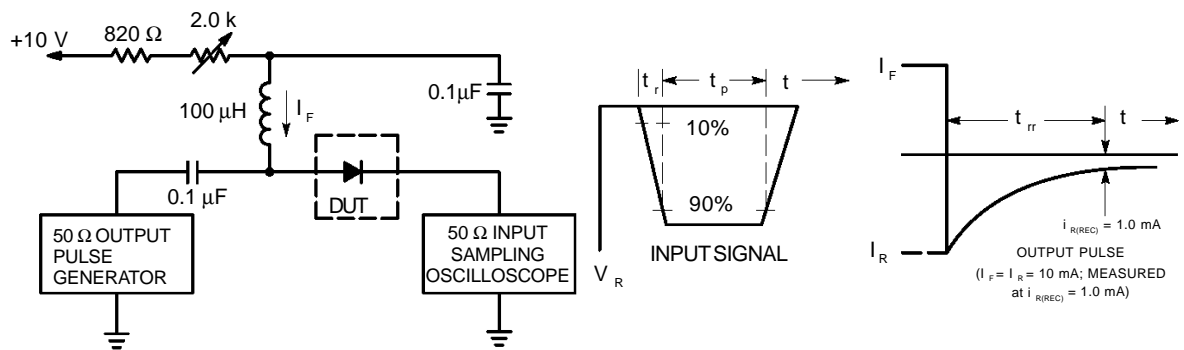 +10 V
820 Ω
2.0 k
100 μH
I F
0.1μF
0.1 μF
DUT
50 Ω OUTPUT
PULSE
GENERATOR
50 Ω INPUT
SAMPLING
OSCILLOSCOPE
t r
t p
t
10%
90%
V R
INPUT SIGNAL
I F
t rr
t
i R(REC) = 1.0 mA
I R
OUTPUT PULSE
(I F = I R = 10 mA; MEASURED
at i R(REC) = 1.0 mA)